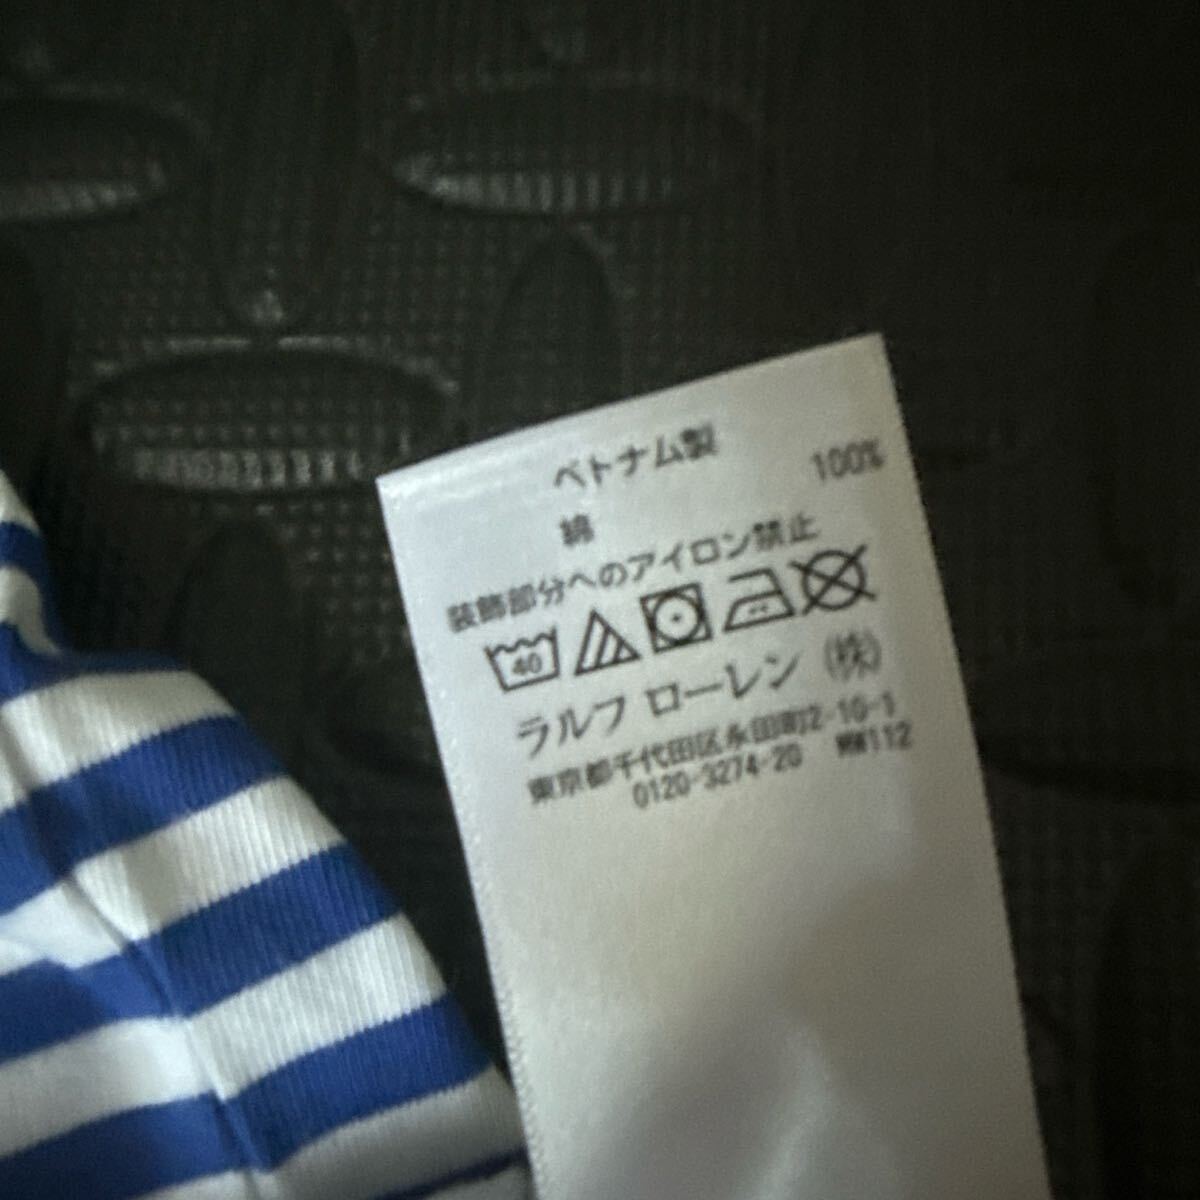 ベトナム製
綿 100%
装飾部分へのアイロン禁止
40
ラルフ ローレン (株)
東京都千代田区永田町2-10-1
0120-3274-20 MW112